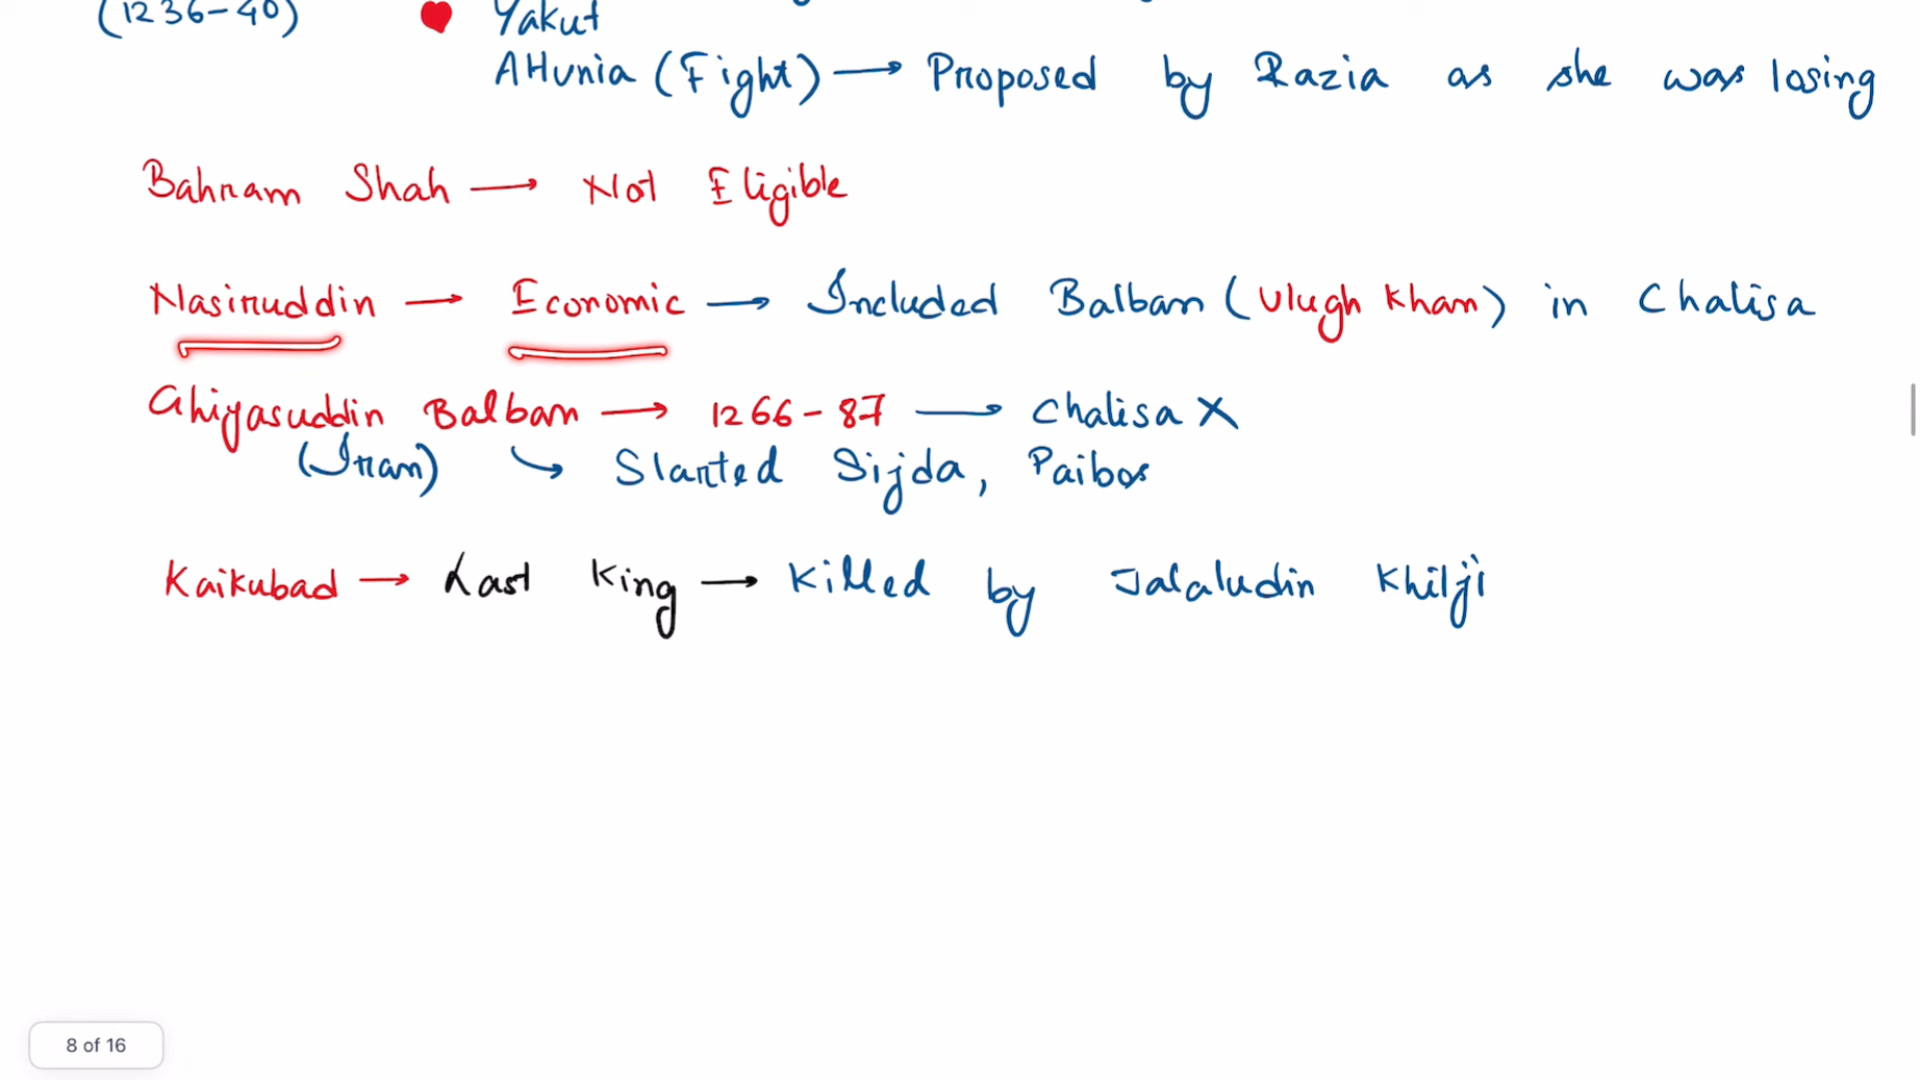 (1236-40) Yakut
Altunia (Fight) → Proposed by Razia as she was losing
Bahram Shah → Not Eligible
Nasiruddin → Economic → Included Balban (Ulugh Khan) in Chalisa
Ghiyasuddin Balban → 1266-87 → Chalisa X
(Iran) ↳ Started Sijda, Paibos
Kaikubad → Last King → Killed by Jalaludin Khilji
8 of 16